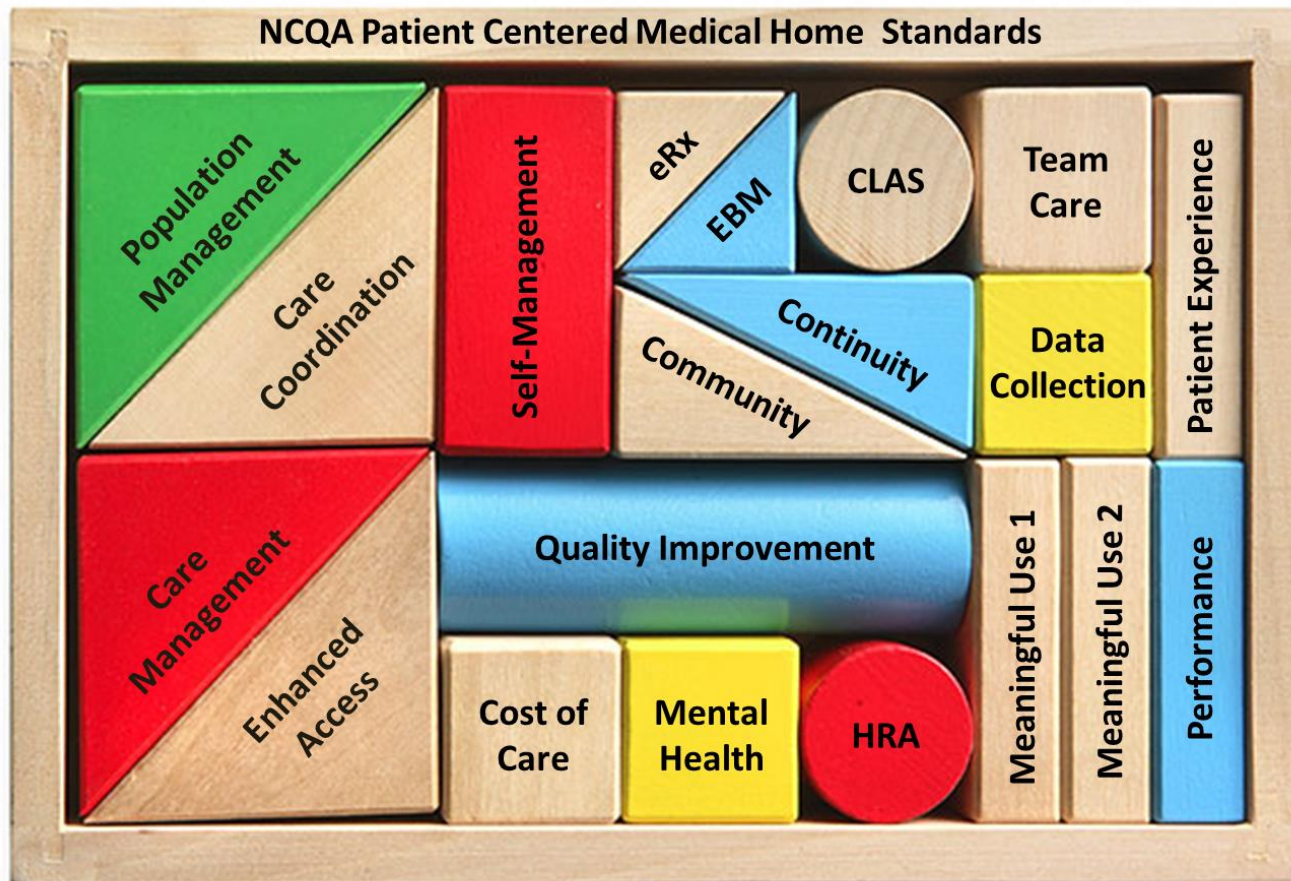 NCQA Patient Centered Medical Home Standards
Population
Management
Care
Coordination
Self-Management
eRx
EBM
CLAS
Team
Care
Patient Experience
Continuity
Community
Data
Collection
Care
Management
Enhanced
Access
Quality Improvement
Cost of
Care
Mental
Health
HRA
Meaningful Use 1
Meaningful Use 2
Performance